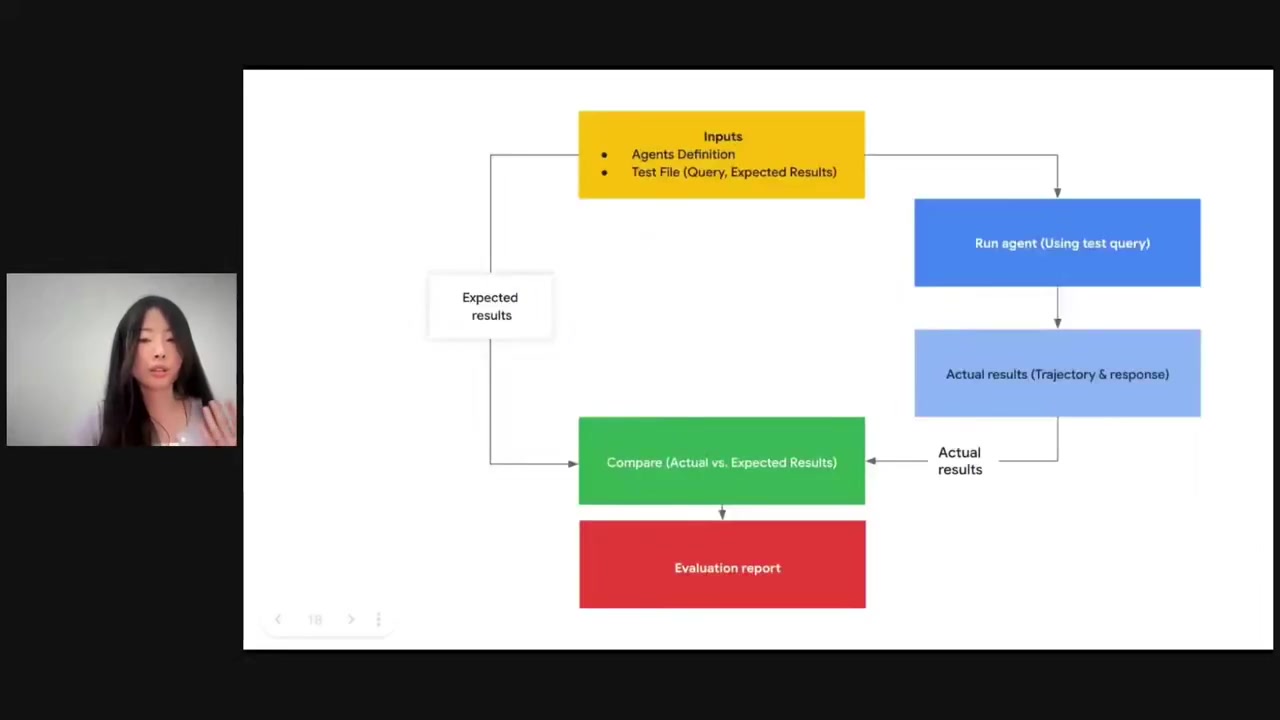 Inputs
● Agents Definition
● Test File (Query, Expected Results)
Run agent (Using test query)
Expected
results
Actual results (Trajectory & response)
Compare (Actual vs. Expected Results)
Actual
results
Evaluation report
18